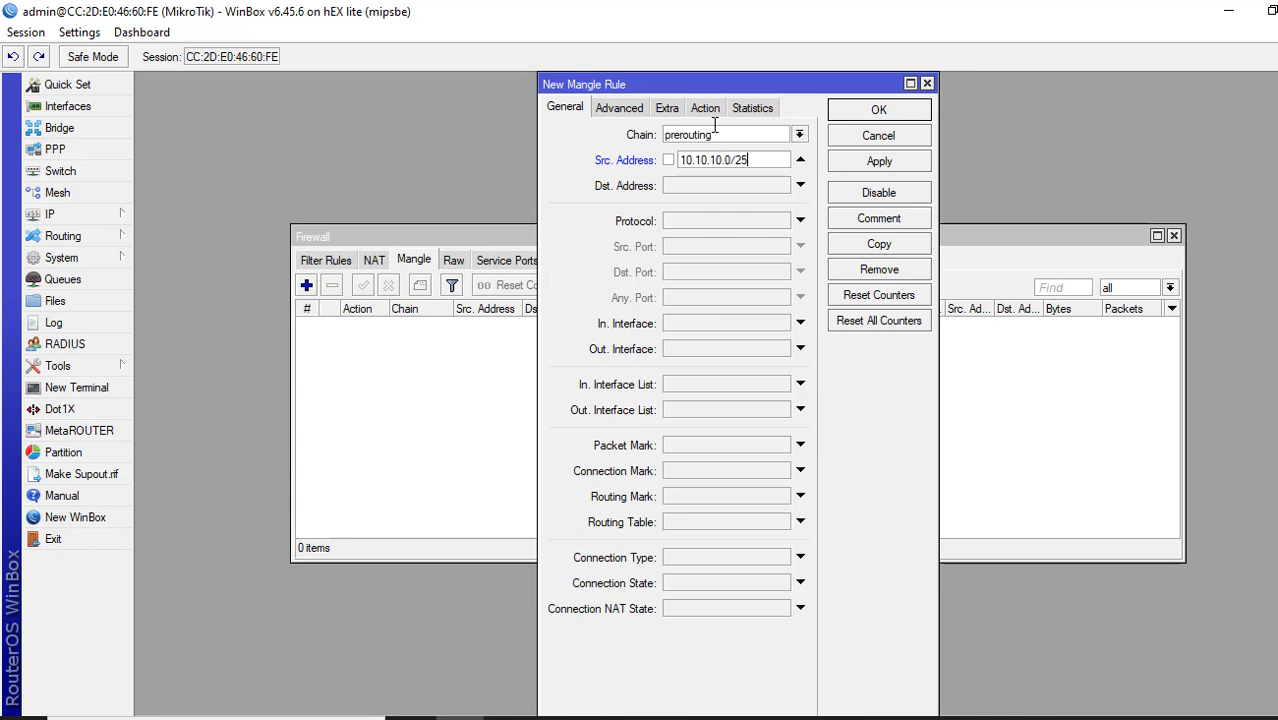 admin@CC:2D:E0:46:60:FE (MikroTik) - WinBox v6.45.6 on hEX lite (mipsbe)
Session Settings Dashboard
Safe Mode Session: CC:2D:E0:46:60:FE
Quick Set
Interfaces
Bridge
PPP
Switch
Mesh
IP
Routing
System
Queues
Files
Log
RADIUS
Tools
New Terminal
Dot1X
MetaROUTER
Partition
Make Supout.rif
Manual
New WinBox
Exit
RouterOS WinBox
Firewall
Filter Rules NAT Mangle Raw Service Ports
Reset Co
Find all
# Action Chain Src. Address Ds
Src. Ad... Dst. Ad... Bytes Packets
0 items
New Mangle Rule
General Advanced Extra Action Statistics
Chain: prerouting
Src. Address: 10.10.10.0/25
Dst. Address:
Protocol:
Src. Port:
Dst. Port:
Any. Port:
In. Interface:
Out. Interface:
In. Interface List:
Out. Interface List:
Packet Mark:
Connection Mark:
Routing Mark:
Routing Table:
Connection Type:
Connection State:
Connection NAT State:
OK
Cancel
Apply
Disable
Comment
Copy
Remove
Reset Counters
Reset All Counters